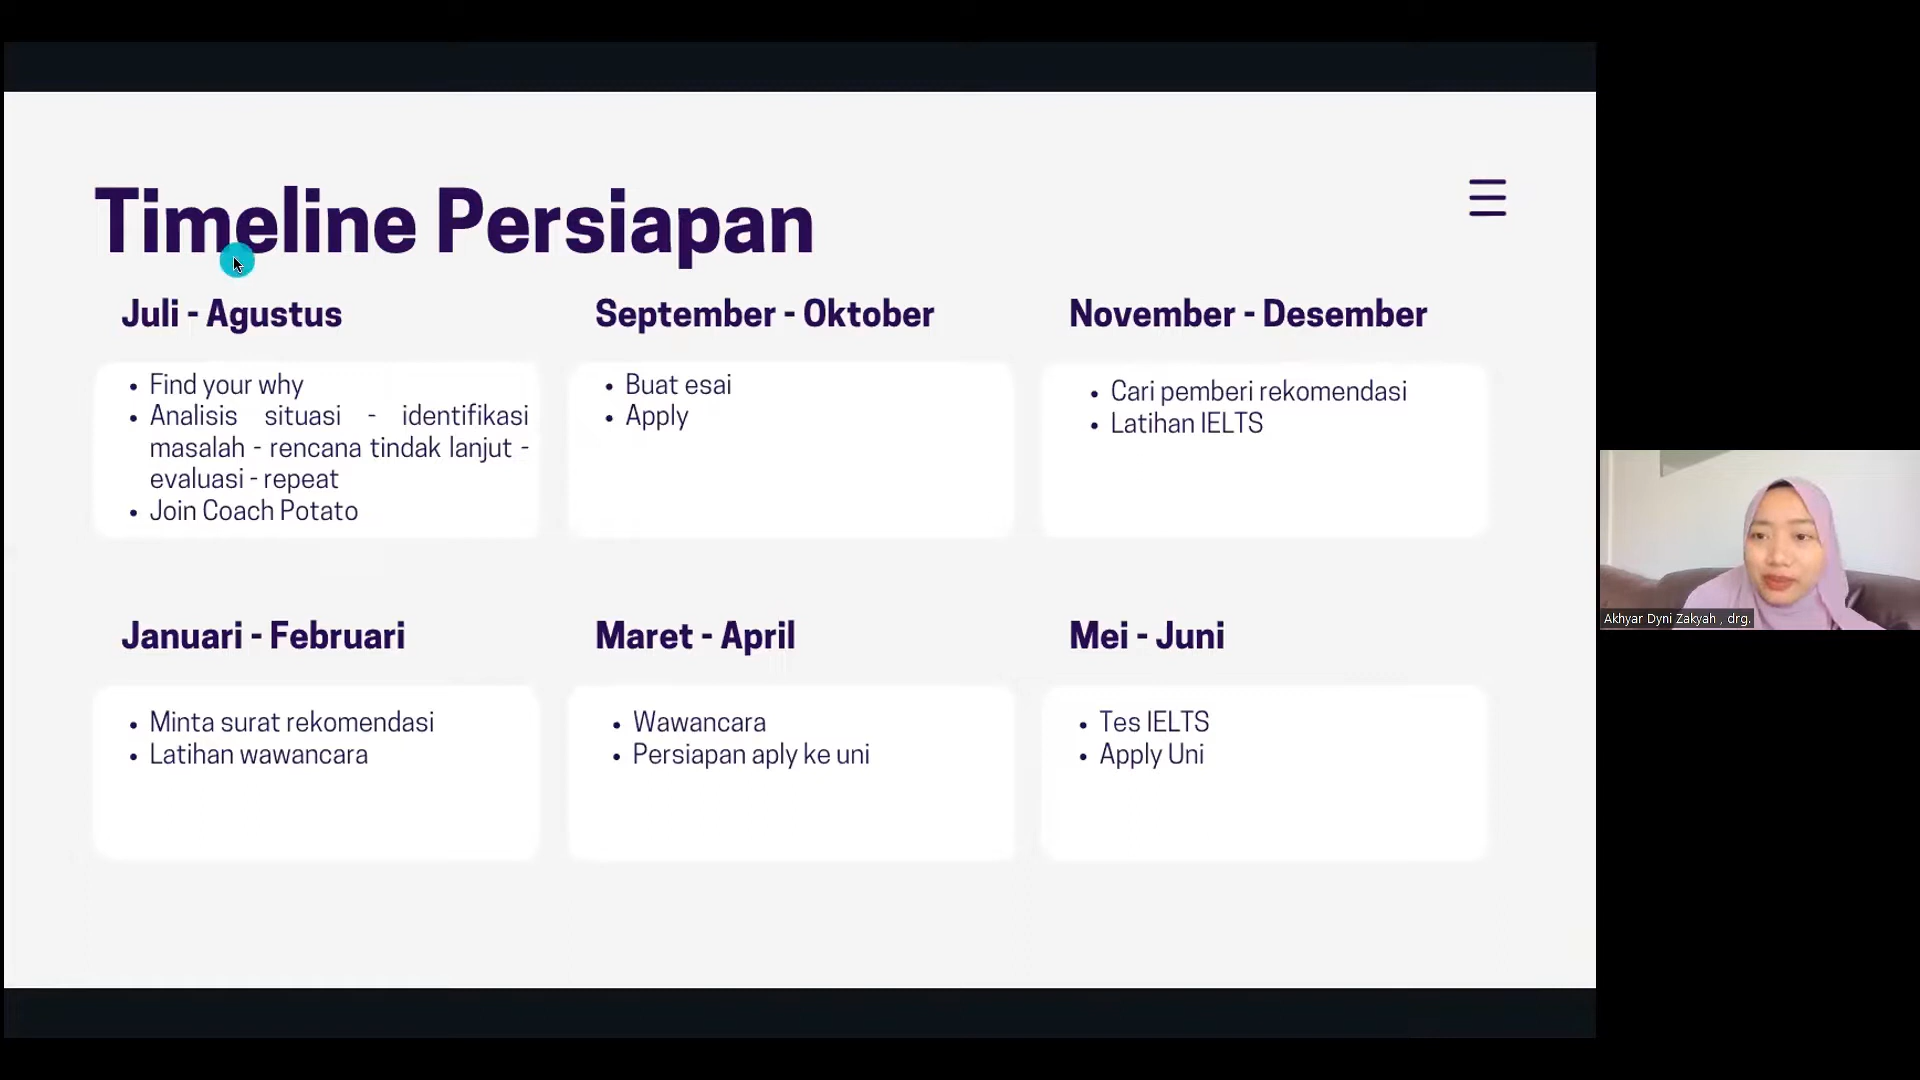 Timeline Persiapan
Juli - Agustus
• Find your why
• Analisis situasi - identifikasi
masalah - rencana tindak lanjut -
evaluasi - repeat
• Join Coach Potato
September - Oktober
• Buat esai
• Apply
November - Desember
• Cari pemberi rekomendasi
• Latihan IELTS
Januari - Februari
• Minta surat rekomendasi
• Latihan wawancara
Maret - April
• Wawancara
• Persiapan aply ke uni
Mei - Juni
• Tes IELTS
• Apply Uni
Akhyar Dyni Zakyah , drg.